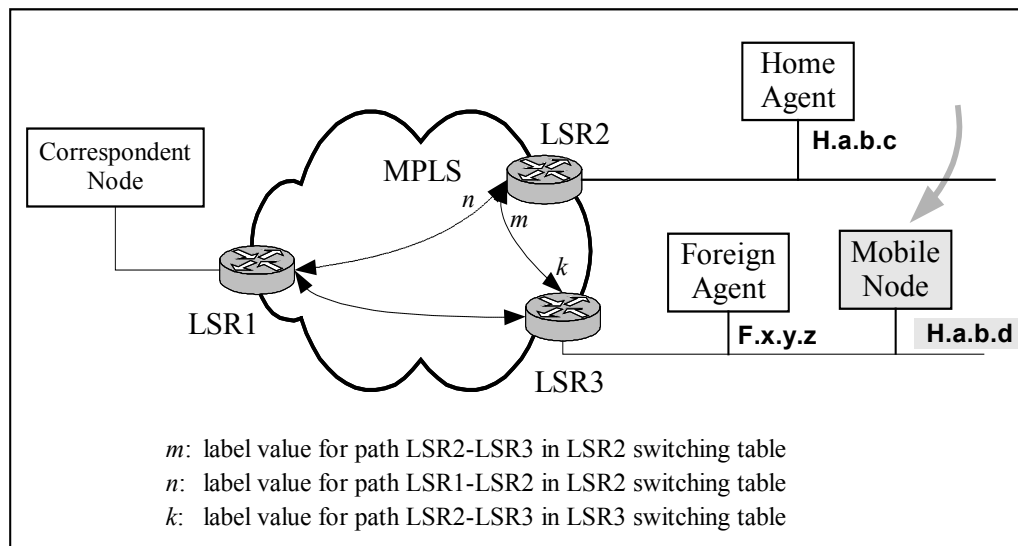 Home
Agent
H.a.b.c
LSR2
Correspondent
Node
MPLS
n
m
k
LSR1
Foreign
Agent
Mobile
Node
F.x.y.z
H.a.b.d
LSR3
m: label value for path LSR2-LSR3 in LSR2 switching table
n: label value for path LSR1-LSR2 in LSR2 switching table
k: label value for path LSR2-LSR3 in LSR3 switching table